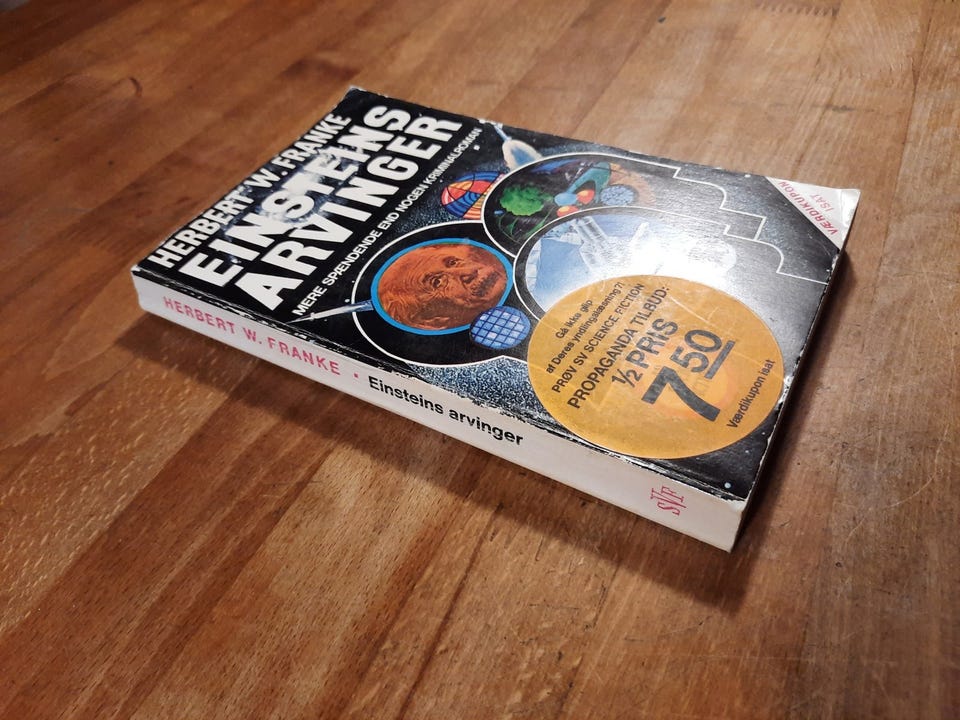 HERBERT W. FRANKE
EINSTEINS
ARVINGER
MERE SPÆNDENDE END NOGEN KRIMINALROMAN
VÆRDIKUPON
ISAT
Gå ikke glip
af Deres yndlingslæsning?!
PRØV SV SCIENCE FICTION
PROPAGANDA TILBUD:
1/2 PRIS
7 50
Værdikupon isat
HERBERT W. FRANKE · Einsteins arvinger
SVF